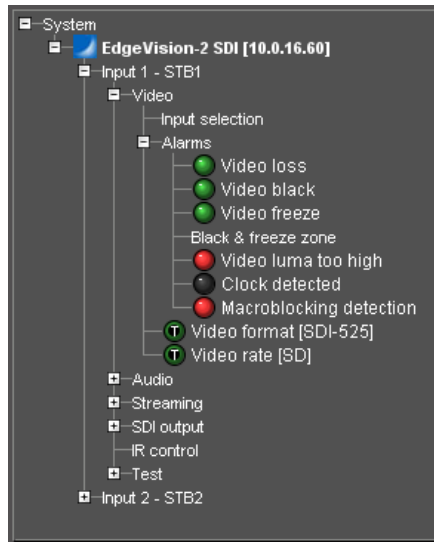 System
EdgeVision-2 SDI [10.0.16.60]
Input 1 - STB1
Video
Input selection
Alarms
Video loss
Video black
Video freeze
Black & freeze zone
Video luma too high
Clock detected
Macroblocking detection
T Video format [SDI-525]
T Video rate [SD]
Audio
Streaming
SDI output
IR control
Test
Input 2 - STB2